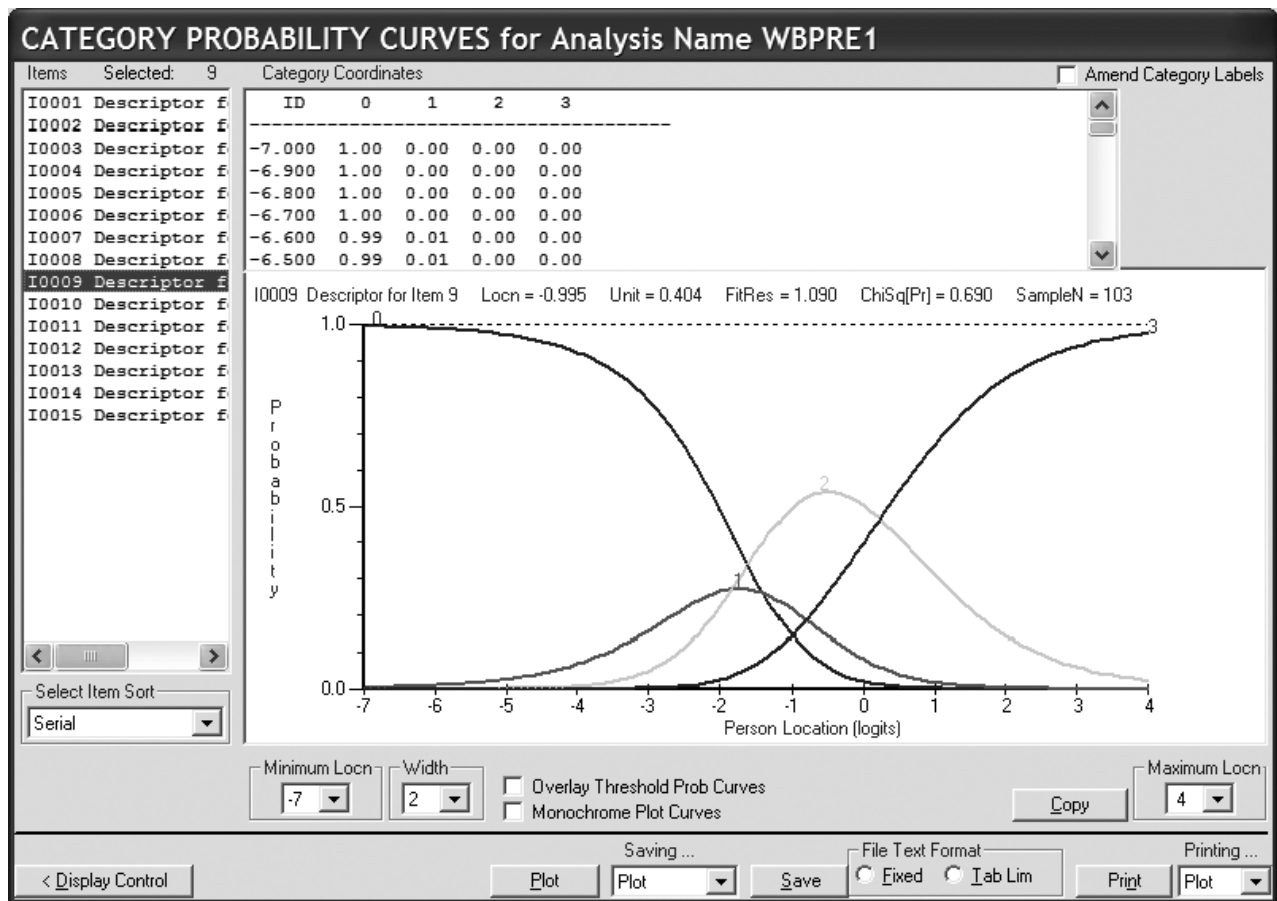 CATEGORY PROBABILITY CURVES for Analysis Name WBPRE1
Items Selected: 9 Category Coordinates Amend Category Labels
I0001 Descriptor f
I0002 Descriptor f
I0003 Descriptor f
I0004 Descriptor f
I0005 Descriptor f
I0006 Descriptor f
I0007 Descriptor f
I0008 Descriptor f
I0009 Descriptor f
I0010 Descriptor f
I0011 Descriptor f
I0012 Descriptor f
I0013 Descriptor f
I0014 Descriptor f
I0015 Descriptor f
ID 0 1 2 3
-7.000 1.00 0.00 0.00 0.00
-6.900 1.00 0.00 0.00 0.00
-6.800 1.00 0.00 0.00 0.00
-6.700 1.00 0.00 0.00 0.00
-6.600 0.99 0.01 0.00 0.00
-6.500 0.99 0.01 0.00 0.00
I0009 Descriptor for Item 9 Locn = -0.995 Unit = 0.404 FitRes = 1.090 ChiSq[Pr] = 0.690 SampleN = 103
1.0 0 3
Probability
0.5 2
1
0.0
-7 -6 -5 -4 -3 -2 -1 0 1 2 3 4
Person Location (logits)
Select Item Sort
Serial
Minimum Locn Width Maximum Locn
-7 2 4
Overlay Threshold Prob Curves
Monochrome Plot Curves
Copy
Saving ... File Text Format Printing ...
< Display Control Plot Plot Save Fixed Tab Lim Print Plot